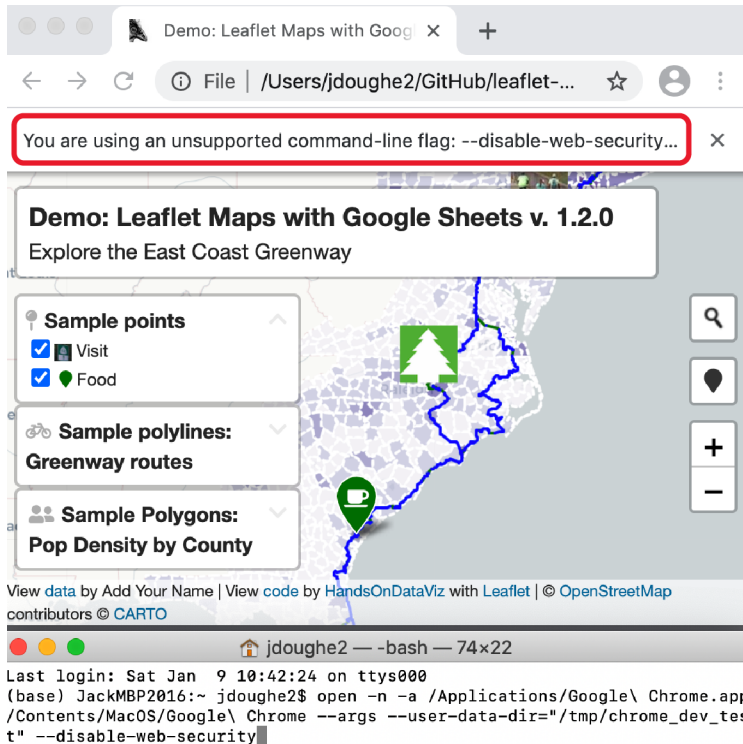 Demo: Leaflet Maps with Goog
File | /Users/jdoughe2/GitHub/leaflet-...
You are using an unsupported command-line flag: --disable-web-security...
Demo: Leaflet Maps with Google Sheets v. 1.2.0
Explore the East Coast Greenway
Sample points
Visit
Food
Sample polylines:
Greenway routes
Sample Polygons:
Pop Density by County
+
−
View data by Add Your Name | View code by HandsOnDataViz with Leaflet | © OpenStreetMap
contributors © CARTO
jdoughe2 — -bash — 74×22
Last login: Sat Jan  9 10:42:24 on ttys000
(base) JackMBP2016:~ jdoughe2$ open -n -a /Applications/Google\ Chrome.app
/Contents/MacOS/Google\ Chrome --args --user-data-dir="/tmp/chrome_dev_tes
t" --disable-web-security